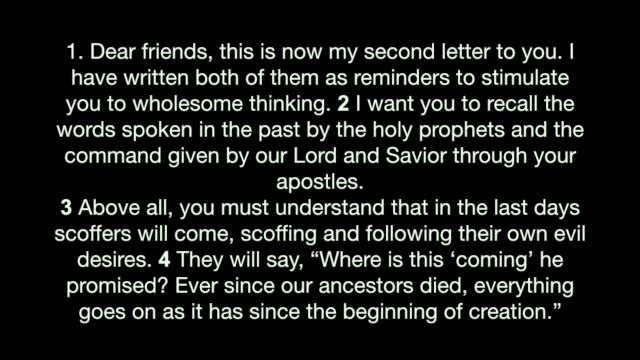 1. Dear friends, this is now my second letter to you. I
have written both of them as reminders to stimulate
you to wholesome thinking. 2 I want you to recall the
words spoken in the past by the holy prophets and the
command given by our Lord and Savior through your
apostles.
3 Above all, you must understand that in the last days
scoffers will come, scoffing and following their own evil
desires. 4 They will say, “Where is this ‘coming’ he
promised? Ever since our ancestors died, everything
goes on as it has since the beginning of creation.”